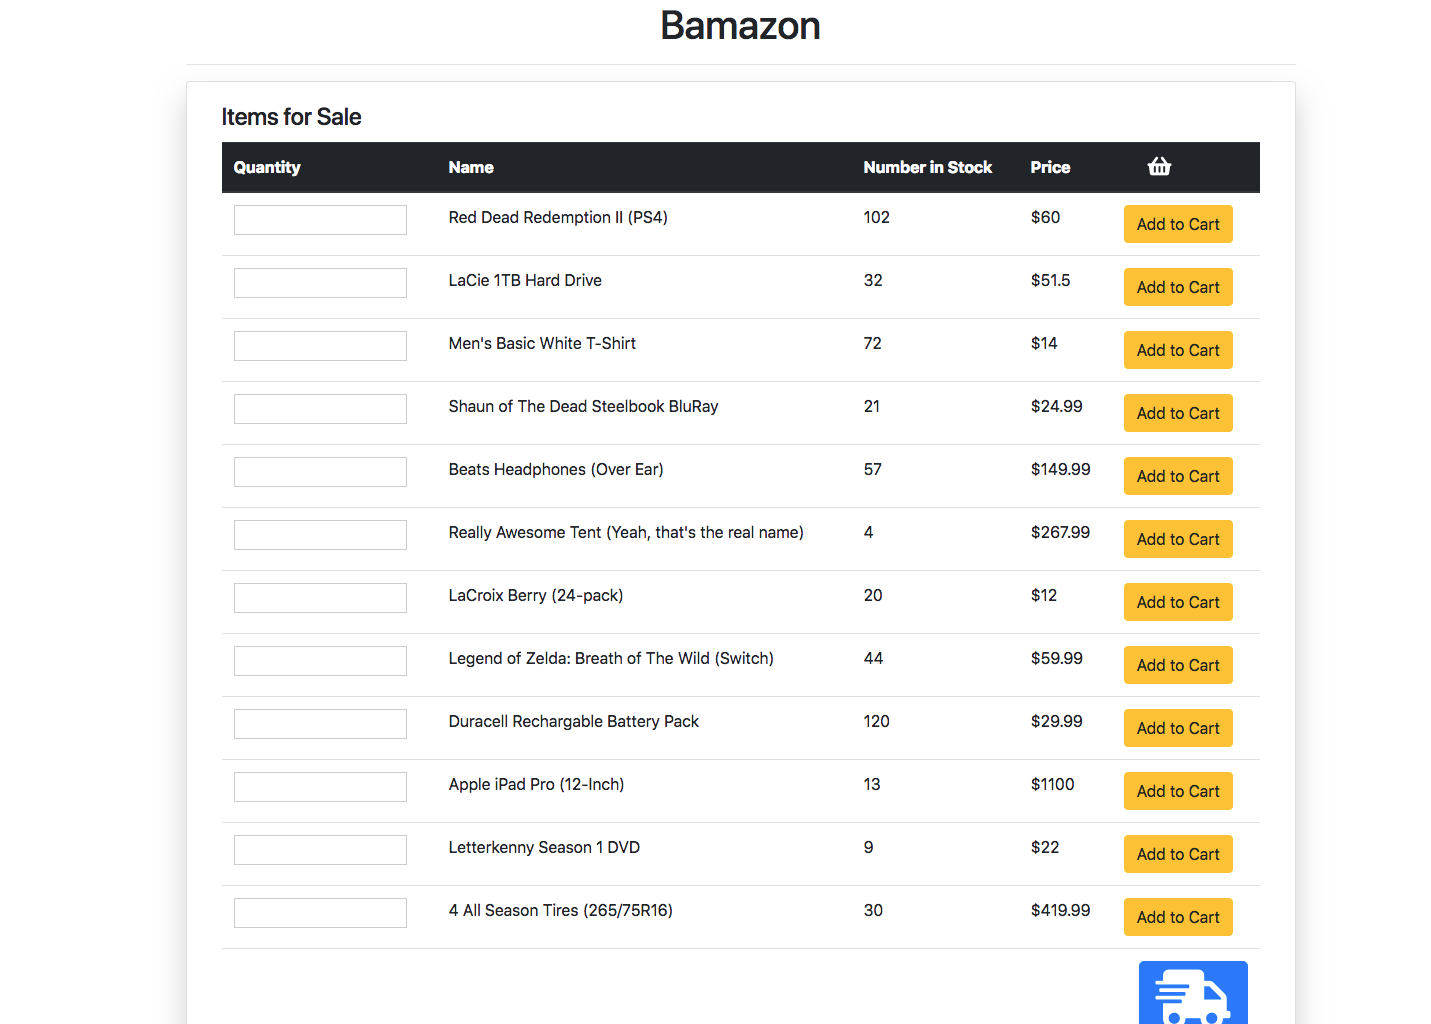 Bamazon
Items for Sale
Quantity Name Number in Stock Price
Red Dead Redemption II (PS4) 102 $60 Add to Cart
LaCie 1TB Hard Drive 32 $51.5 Add to Cart
Men's Basic White T-Shirt 72 $14 Add to Cart
Shaun of The Dead Steelbook BluRay 21 $24.99 Add to Cart
Beats Headphones (Over Ear) 57 $149.99 Add to Cart
Really Awesome Tent (Yeah, that's the real name) 4 $267.99 Add to Cart
LaCroix Berry (24-pack) 20 $12 Add to Cart
Legend of Zelda: Breath of The Wild (Switch) 44 $59.99 Add to Cart
Duracell Rechargable Battery Pack 120 $29.99 Add to Cart
Apple iPad Pro (12-Inch) 13 $1100 Add to Cart
Letterkenny Season 1 DVD 9 $22 Add to Cart
4 All Season Tires (265/75R16) 30 $419.99 Add to Cart